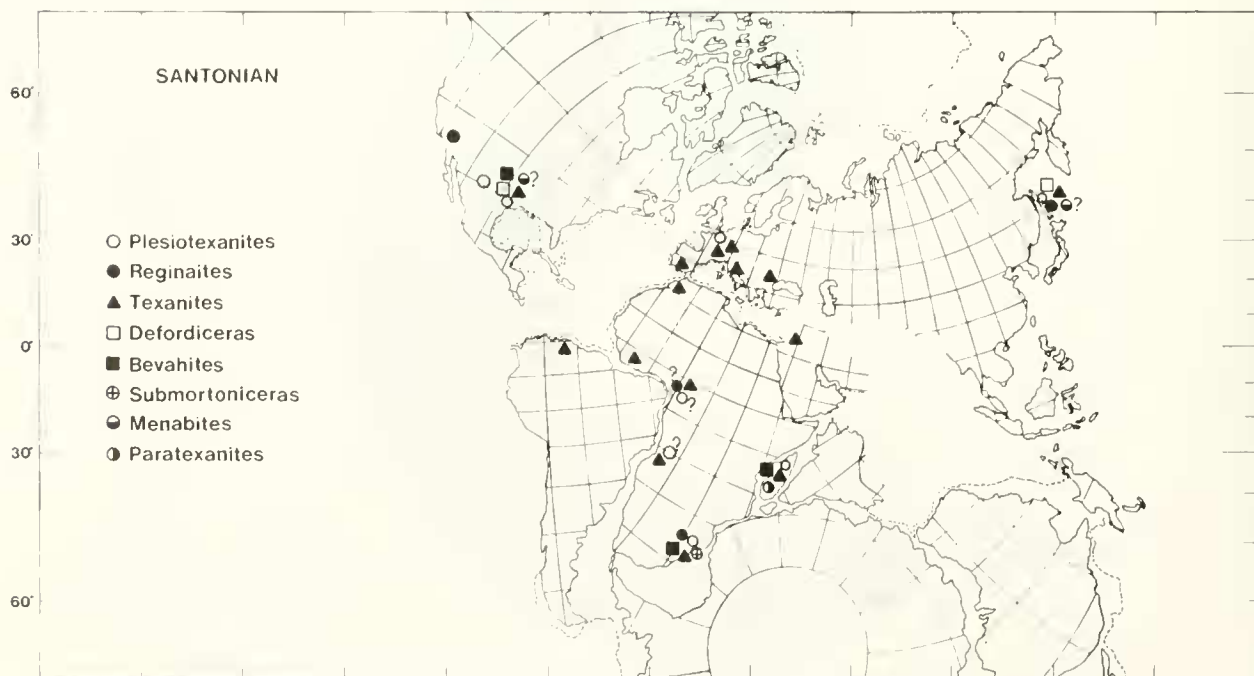 SANTONIAN
60°
30°
0°
30°
60°
Plesiotexanites
Reginaites
Texanites
Defordiceras
Bevahites
Submortoniceras
Menabites
Paratexanites
?
?
?
?
?